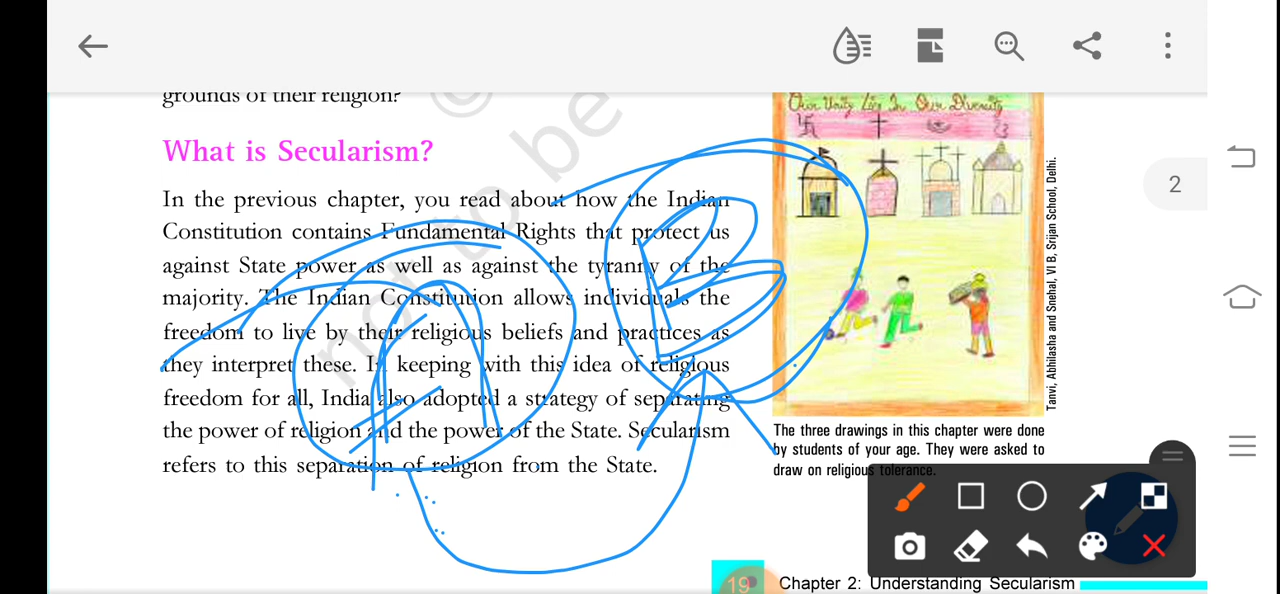 grounds of their religion?
Our Unity Lies In Our Diversity
What is Secularism?
In the previous chapter, you read about how the Indian
Constitution contains Fundamental Rights that protect us
against State power as well as against the tyranny of the
majority. The Indian Constitution allows individuals the
freedom to live by their religious beliefs and practices as
they interpret these. In keeping with this idea of religious
freedom for all, India also adopted a strategy of separating
the power of religion and the power of the State. Secularism
refers to this separation of religion from the State.
A
B
not to be
Tanvi, Abhilasha and Snehal, VI B, Srijan School, Delhi.
The three drawings in this chapter were done
by students of your age. They were asked to
draw on religious tolerance.
2
19 Chapter 2: Understanding Secularism